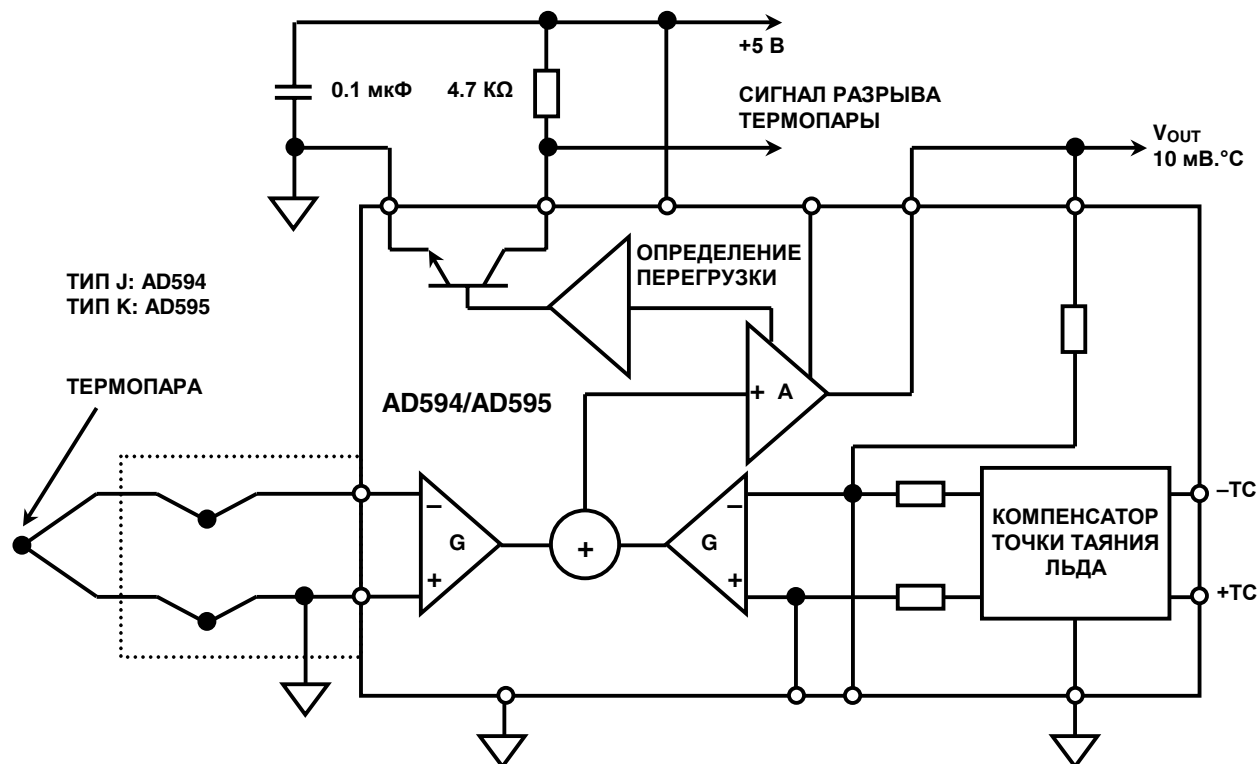 +5 В
0.1 мкФ
4.7 КΩ
СИГНАЛ РАЗРЫВА
ТЕРМОПАРЫ
VOUT
10 мВ.°C
ОПРЕДЕЛЕНИЕ
ПЕРЕГРУЗКИ
ТИП J: AD594
ТИП K: AD595
ТЕРМОПАРА
AD594/AD595
+ A
–
G
+
+
–
G
+
КОМПЕНСАТОР
ТОЧКИ ТАЯНИЯ
ЛЬДА
–TC
+TC